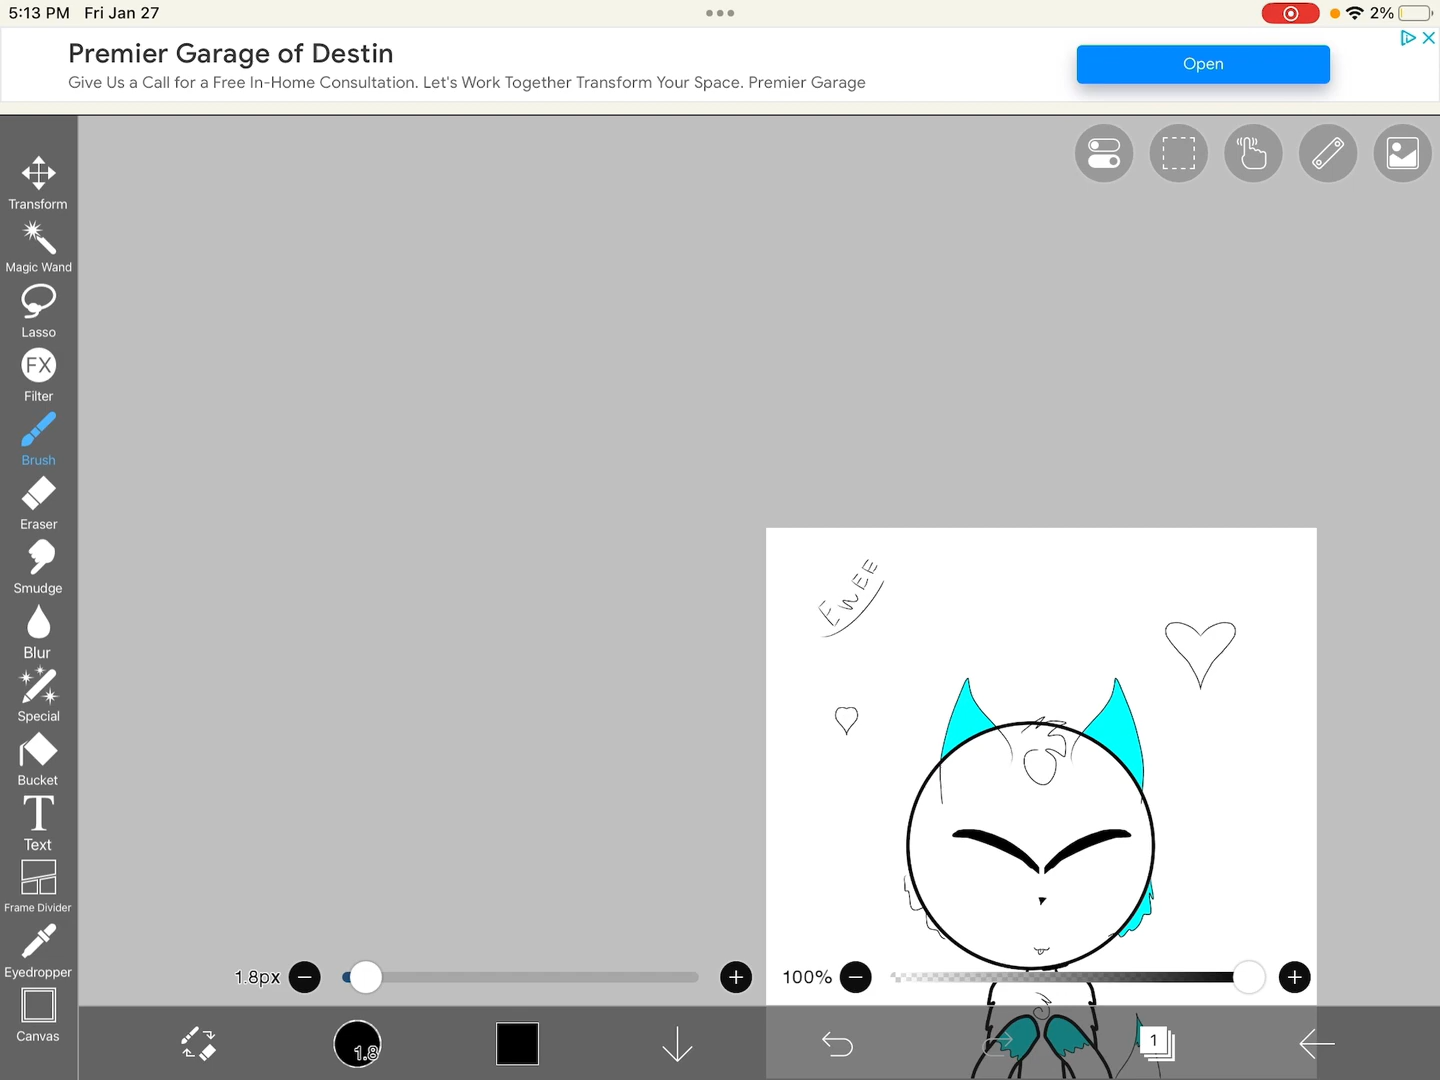 5:13 PM Fri Jan 27
2%
Premier Garage of Destin
Give Us a Call for a Free In-Home Consultation. Let's Work Together Transform Your Space. Premier Garage
Open
Transform
Magic Wand
Lasso
FX
Filter
Brush
Eraser
Smudge
Blur
Special
Bucket
T
Text
Frame Divider
Eyedropper
Canvas
EWEE
1.8px
100%
1.8
1